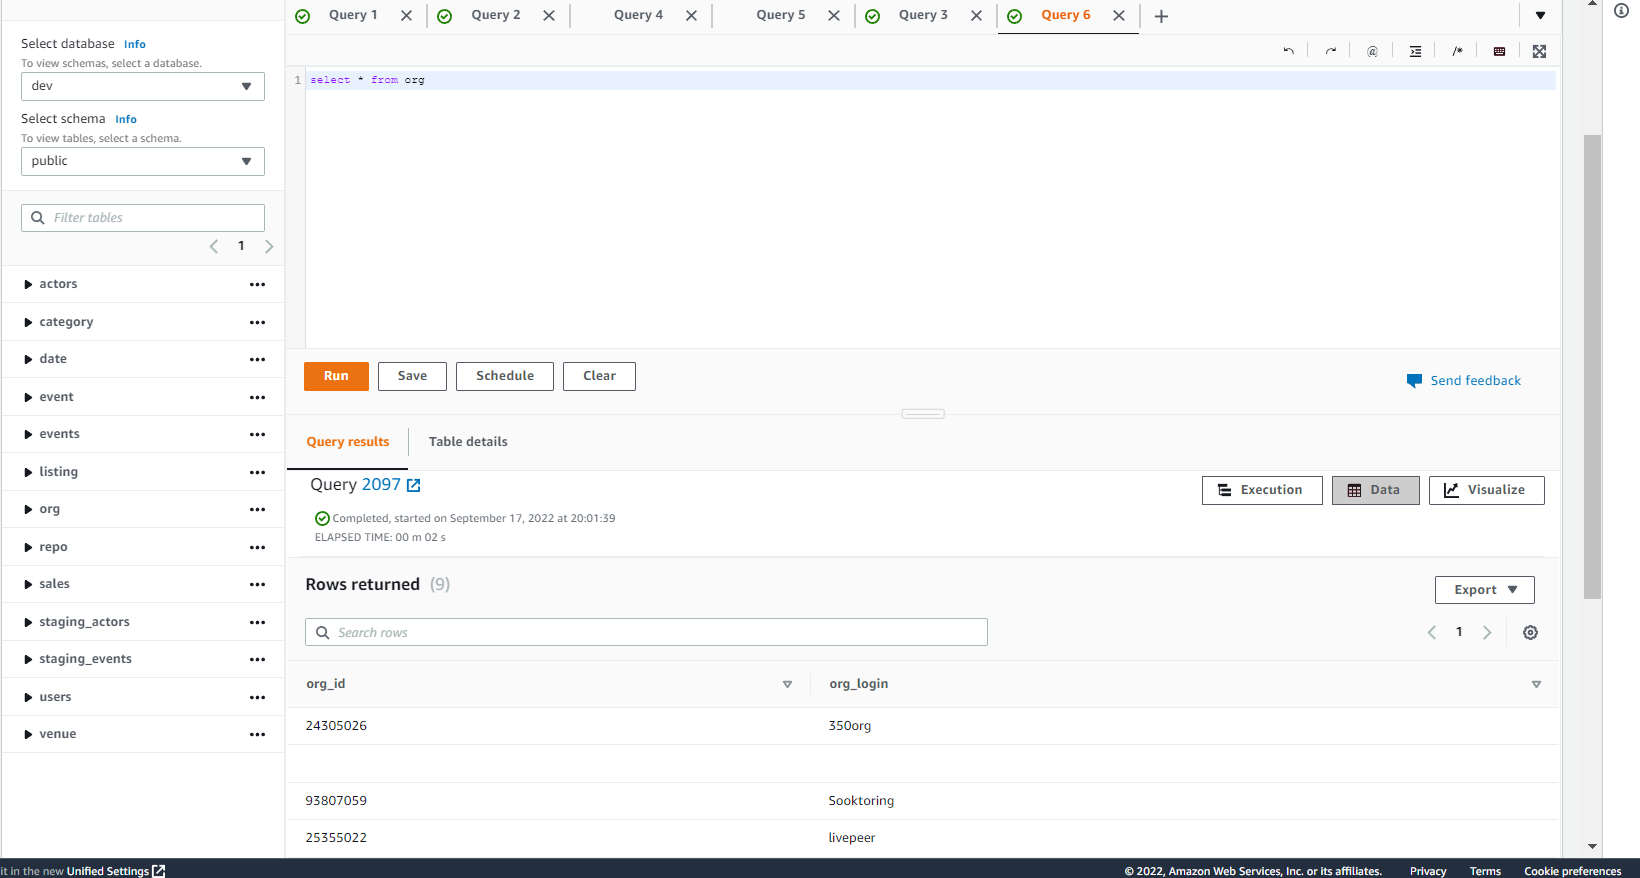 Query 1
Query 2
Query 4
Query 5
Query 3
Query 6
Select database Info
To view schemas, select a database.
dev
Select schema Info
To view tables, select a schema.
public
Filter tables
1
actors
category
date
event
events
listing
org
repo
sales
staging_actors
staging_events
users
venue
@
/*
1 select * from org
Run
Save
Schedule
Clear
Send feedback
Query results
Table details
Query 2097
Execution
Data
Visualize
Completed, started on September 17, 2022 at 20:01:39
ELAPSED TIME: 00 m 02 s
Rows returned (9)
Export
Search rows
1
org_id org_login
24305026 350org
93807059 Sooktoring
25355022 livepeer
it in the new Unified Settings
© 2022, Amazon Web Services, Inc. or its affiliates. Privacy Terms Cookie preferences